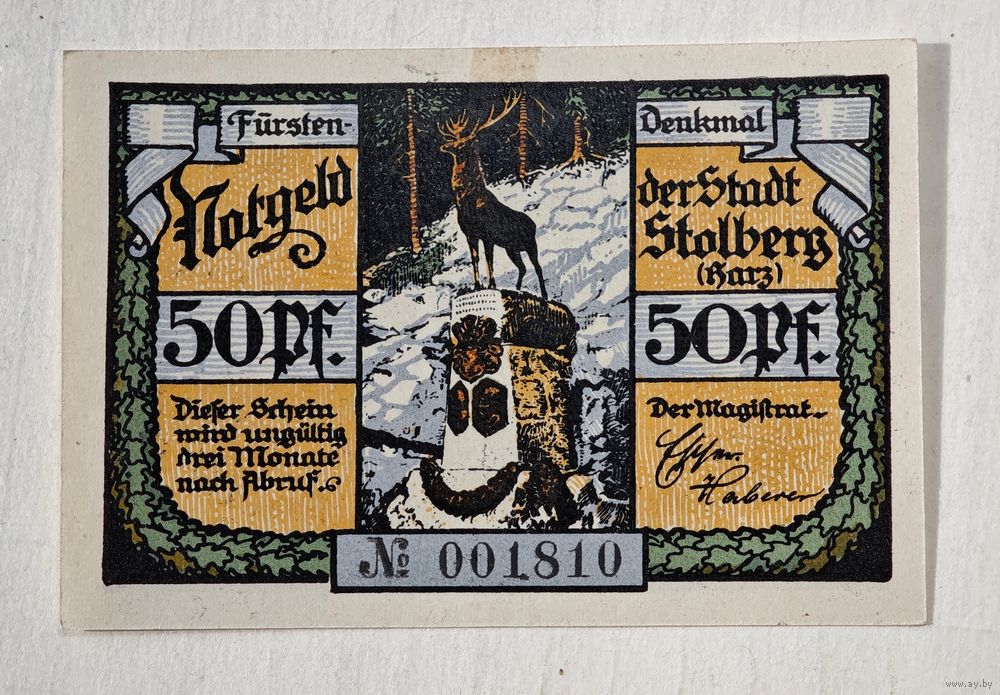 Fürsten-
Denkmal
Notgeld
der Stadt
Stolberg
(Harz)
50 Pf.
50 Pf.
Dieser Schein
wird ungültig
drei Monate
nach Abruf.
Der Magistrat
Haberer
№ 001810
www.ay.by